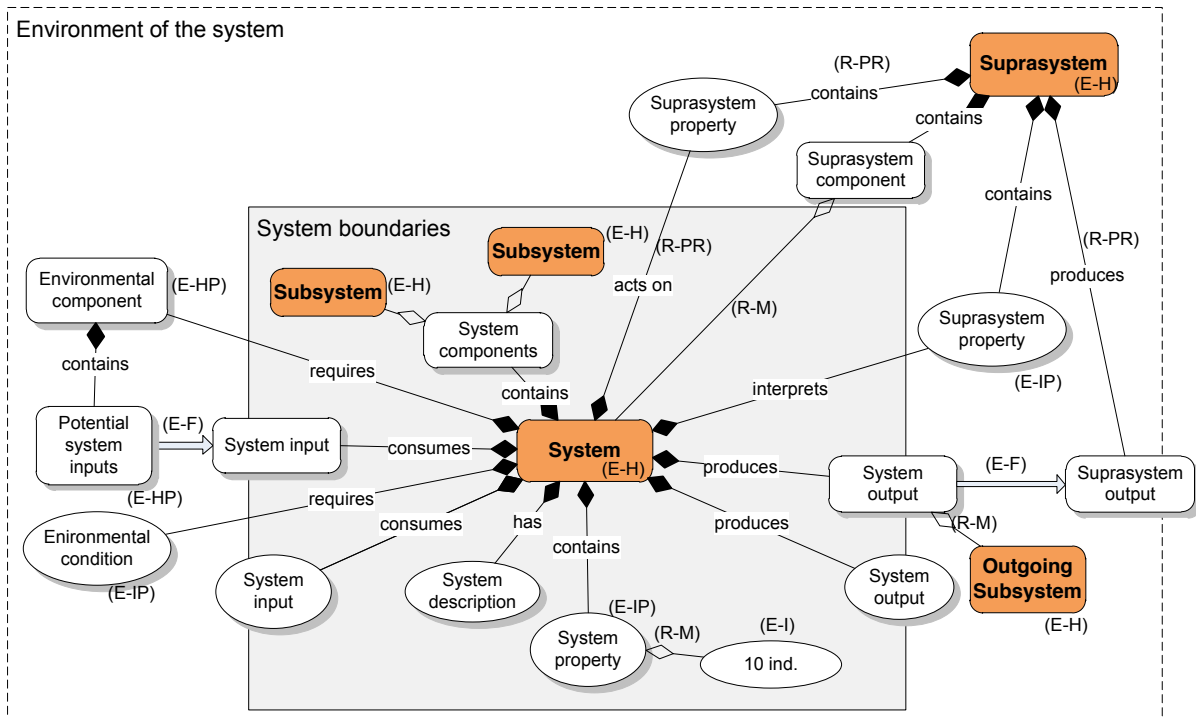 Environment of the system
(R-PR)
Suprasystem
(E-H)
contains
Suprasystem
property
contains
Suprasystem
component
contains
System boundaries
(E-H)
Subsystem
(R-PR)
(R-PR)
Environmental
component
(E-HP)
Subsystem
(E-H)
acts on
produces
System
components
(R-M)
Suprasystem
property
(E-IP)
contains
requires
contains
interprets
Potential
system
inputs
(E-F)
System input
consumes
System
(E-H)
produces
System
output
(E-F)
Suprasystem
output
(E-HP)
requires
consumes
has
contains
produces
(R-M)
Enironmental
condition
(E-IP)
System
input
System
description
System
output
Outgoing
Subsystem
(E-H)
(E-IP)
System
property
(R-M)
(E-I)
10 ind.